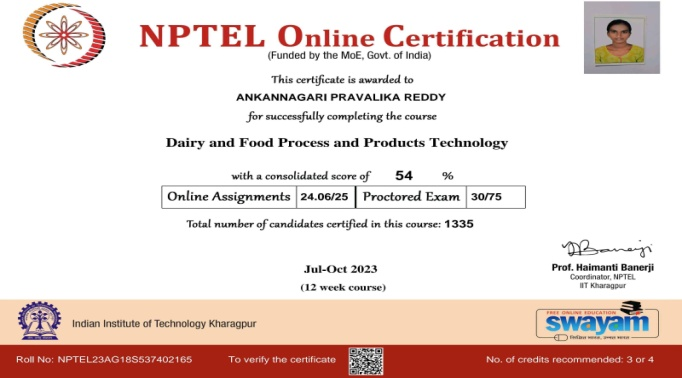 NPTEL Online Certification
(Funded by the MoE, Govt. of India)
This certificate is awarded to
ANKANNAGARI PRAVALIKA REDDY
for successfully completing the course
Dairy and Food Process and Products Technology
with a consolidated score of 54 %
Online Assignments 24.06/25 Proctored Exam 30/75
Total number of candidates certified in this course: 1335
Jul-Oct 2023
(12 week course)
Prof. Haimanti Banerji
Coordinator, NPTEL
IIT Kharagpur
Indian Institute of Technology Kharagpur
FREE ONLINE EDUCATION
swayam
शिक्षित भारत, उन्नत भारत
Roll No: NPTEL23AG18S537402165 To verify the certificate No. of credits recommended: 3 or 4